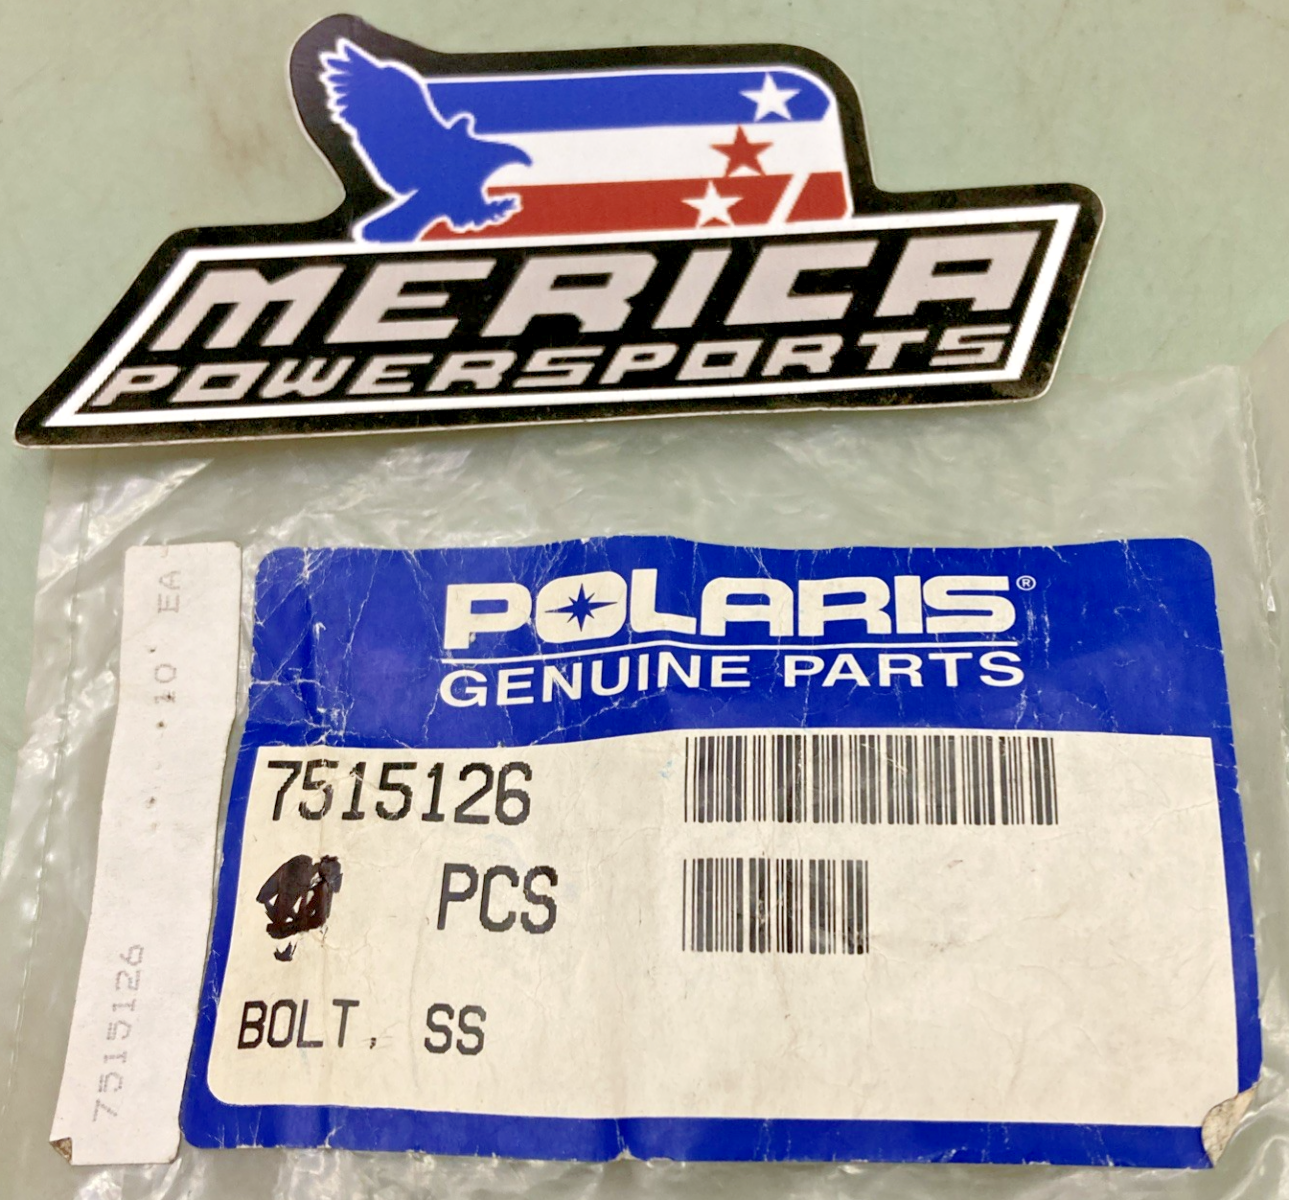 MERICA
POWERSPORTS
POLARIS®
GENUINE PARTS
7515126
PCS
BOLT, SS
7515126 10 EA